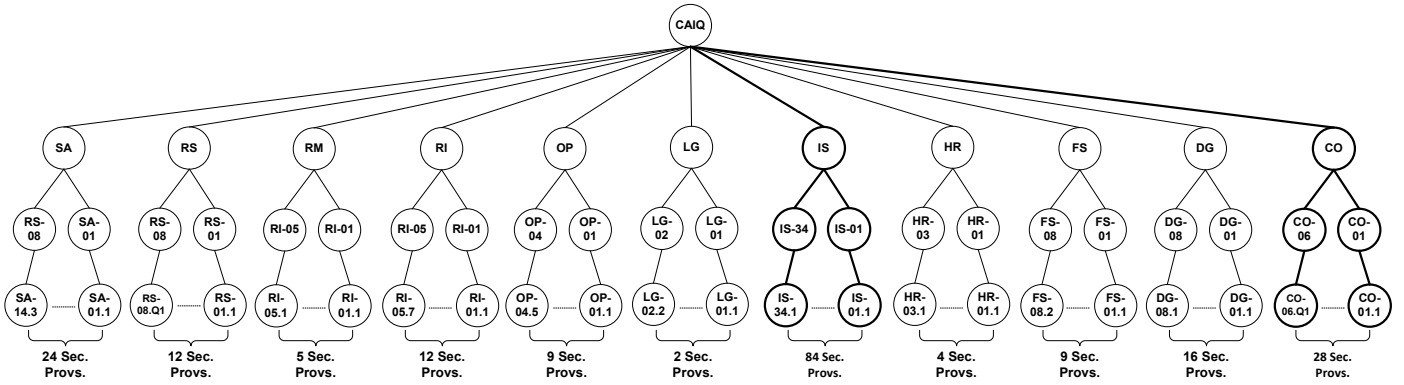 CAIQ
SA RS RM RI OP LG IS HR FS DG CO
RS- SA- RS- RS- RI-05 RI-01 RI-05 RI-01 OP- OP- LG- LG- IS-34 IS-01 HR- HR- FS- FS- DG- DG- CO- CO-
08 01 08 01 04 01 02 01 03 01 08 01 08 01 06 01
SA- SA- RS- RS- RI- RI- RI- RI- OP- OP- LG- LG- IS- IS- HR- HR- FS- FS- DG- DG- CO- CO-
14.3 ........ 01.1 08.Q1 ........ 01.1 05.1 ........ 01.1 05.7 ........ 01.1 04.5 ........ 01.1 02.2 ........ 01.1 34.1 ........ 01.1 03.1 ........ 01.1 08.2 ........ 01.1 08.1 ........ 01.1 06.Q1 ........ 01.1
24 Sec. 12 Sec. 5 Sec. 12 Sec. 9 Sec. 2 Sec. 84 Sec. 4 Sec. 9 Sec. 16 Sec. 28 Sec.
Provs. Provs. Provs. Provs. Provs. Provs. Provs. Provs. Provs. Provs. Provs.